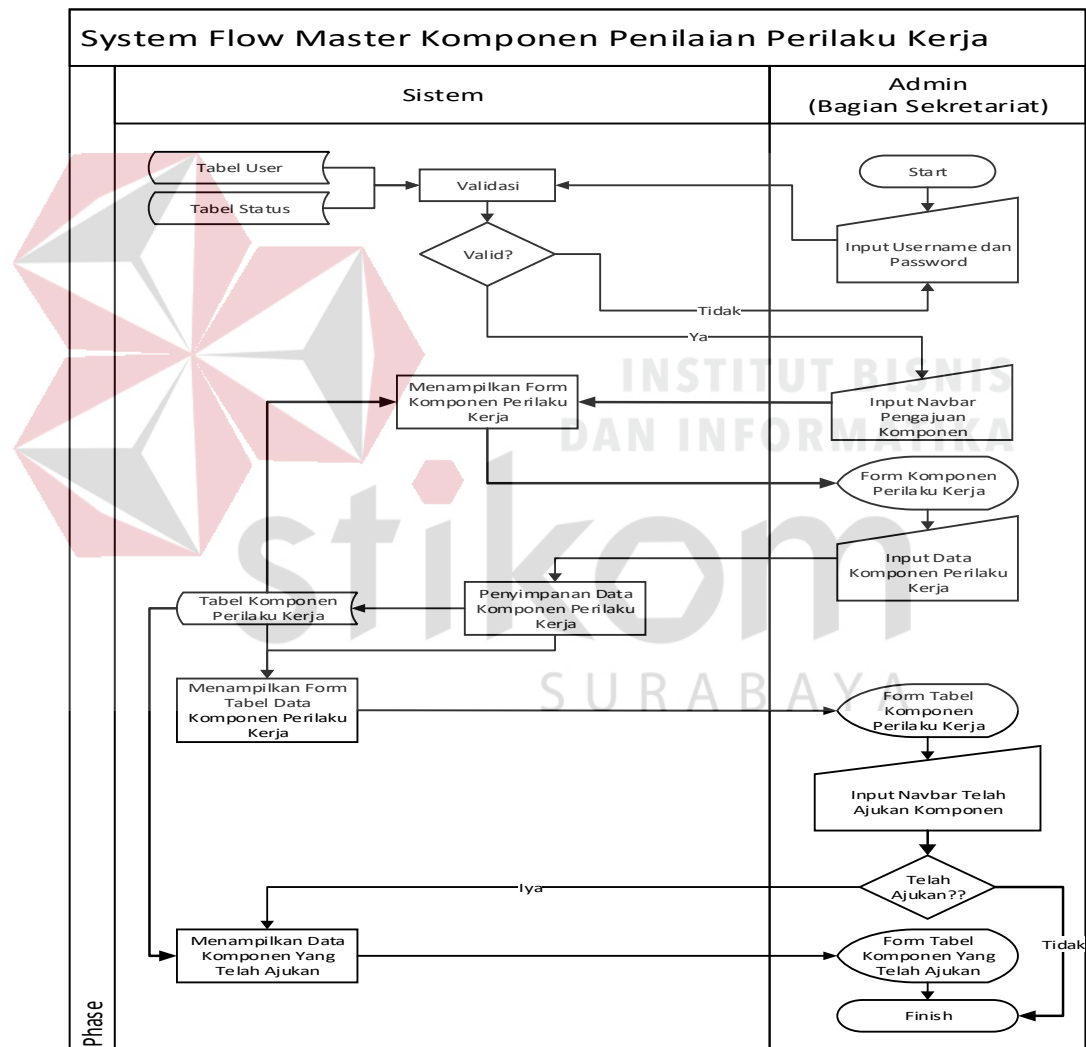 System Flow Master Komponen Penilaian Perilaku Kerja
Sistem
Admin
(Bagian Sekretariat)
Tabel User
Tabel Status
Validasi
Start
Input Username dan
Password
Valid?
Tidak
Ya
INSTITUT BISNIS
DAN INFORMATIKA
Menampilkan Form
Komponen Perilaku
Kerja
Input Navbar
Pengajuan
Komponen
Form Komponen
Perilaku Kerja
stikom
Input Data
Komponen Perilaku
Kerja
Tabel Komponen
Perilaku Kerja
Penyimpanan Data
Komponen Perilaku
Kerja
SURABAYA
Menampilkan Form
Tabel Data
Komponen Perilaku
Kerja
Form Tabel
Komponen
Perilaku Kerja
Input Navbar Telah
Ajukan Komponen
Telah
Ajukan??
Iya
Tidak
Menampilkan Data
Komponen Yang
Telah Ajukan
Form Tabel
Komponen Yang
Telah Ajukan
Finish
Phase